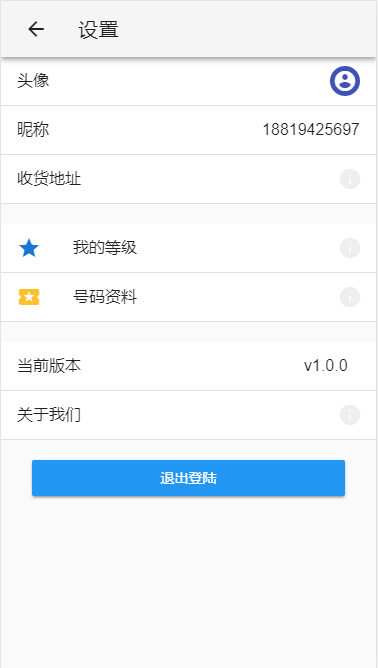 设置
头像
昵称 18819425697
收货地址
我的等级
号码资料
当前版本 v1.0.0
关于我们
退出登陆